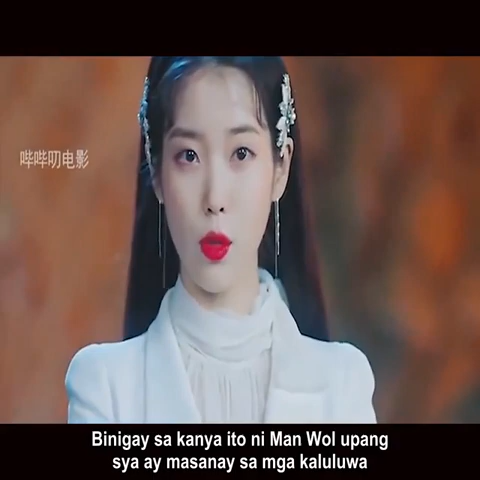 哔哔叨电影
Binigay sa kanya ito ni Man Wol upang
sya ay masanay sa mga kaluluwa